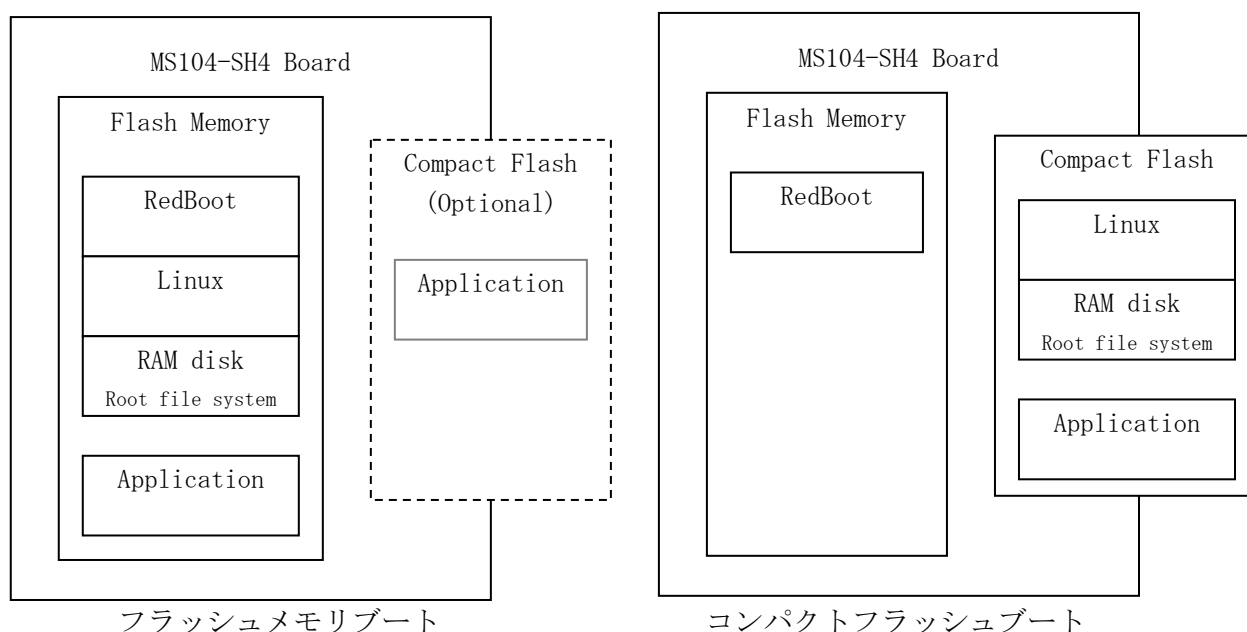 MS104-SH4 Board
Flash Memory
RedBoot
Linux
RAM disk
Root file system
Application
Compact Flash
(Optional)
Application
フラッシュメモリブート
MS104-SH4 Board
Flash Memory
RedBoot
Compact Flash
Linux
RAM disk
Root file system
Application
コンパクトフラッシュブート